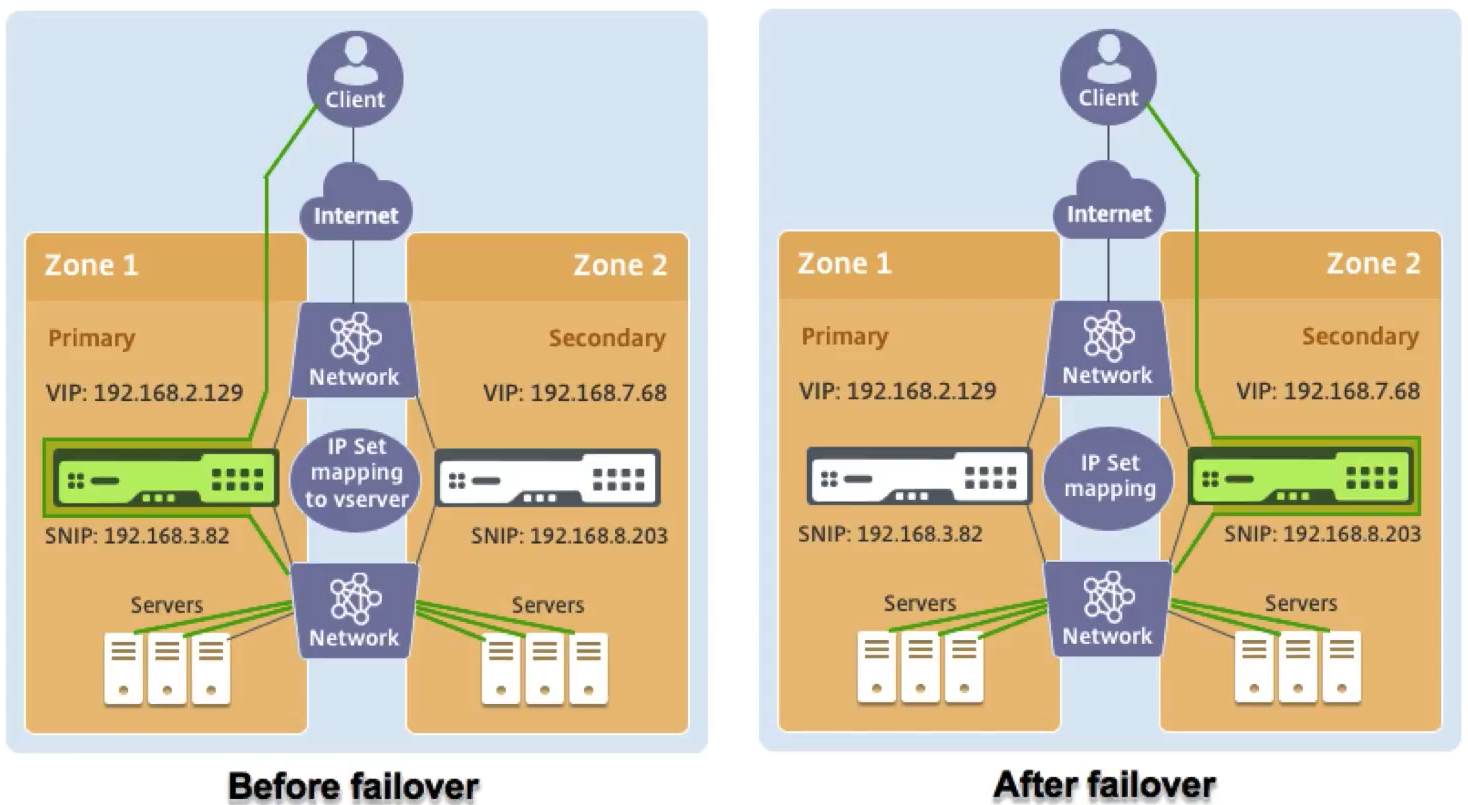 Client
Internet
Zone 1
Zone 2
Primary
Secondary
Network
VIP: 192.168.2.129
VIP: 192.168.7.68
IP Set
mapping
to vserver
SNIP: 192.168.3.82
SNIP: 192.168.8.203
Servers
Servers
Network
Before failover
Client
Internet
Zone 1
Zone 2
Primary
Secondary
Network
VIP: 192.168.2.129
VIP: 192.168.7.68
IP Set
mapping
SNIP: 192.168.3.82
SNIP: 192.168.8.203
Servers
Servers
Network
After failover